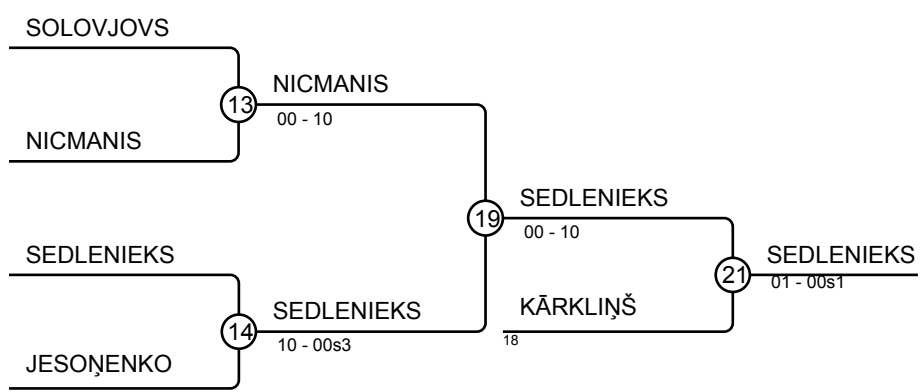 SOLOVJOVS
13
NICMANIS
00 - 10
NICMANIS
19
SEDLENIEKS
00 - 10
SEDLENIEKS
21
SEDLENIEKS
01 - 00s1
14
SEDLENIEKS
10 - 00s3
KĀRKLIŅŠ
18
JESOŅENKO